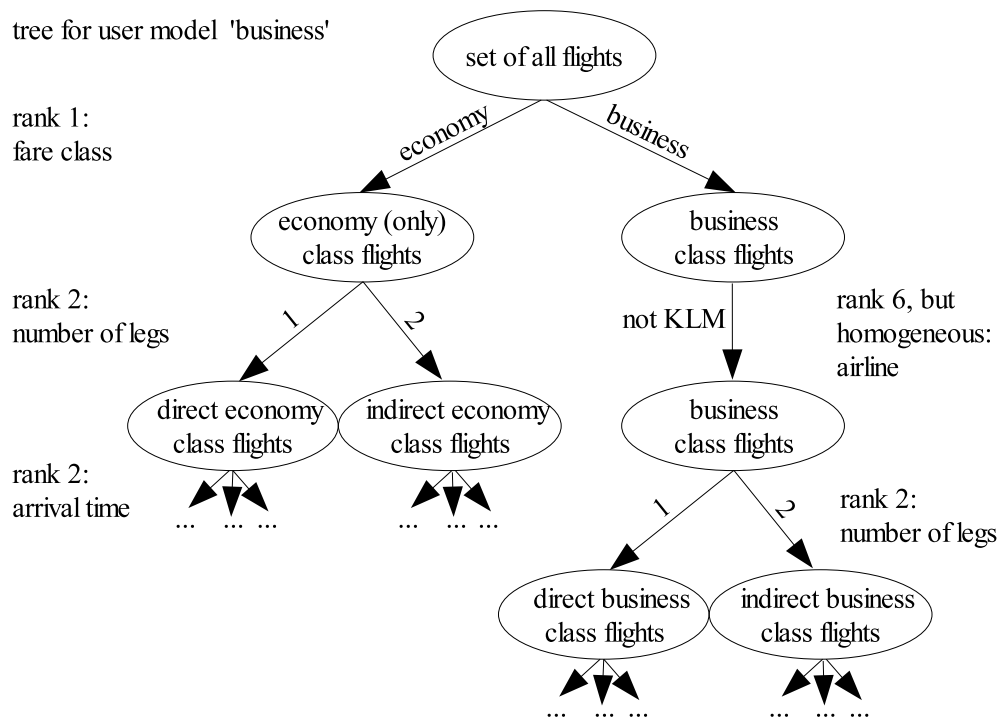 tree for user model 'business'
set of all flights
rank 1:
fare class
economy
business
economy (only)
class flights
business
class flights
rank 2:
number of legs
1
2
not KLM
rank 6, but
homogeneous:
airline
direct economy
class flights
indirect economy
class flights
business
class flights
rank 2:
arrival time
... ... ...
... ... ...
1
2
rank 2:
number of legs
direct business
class flights
indirect business
class flights
... ... ...
... ... ...